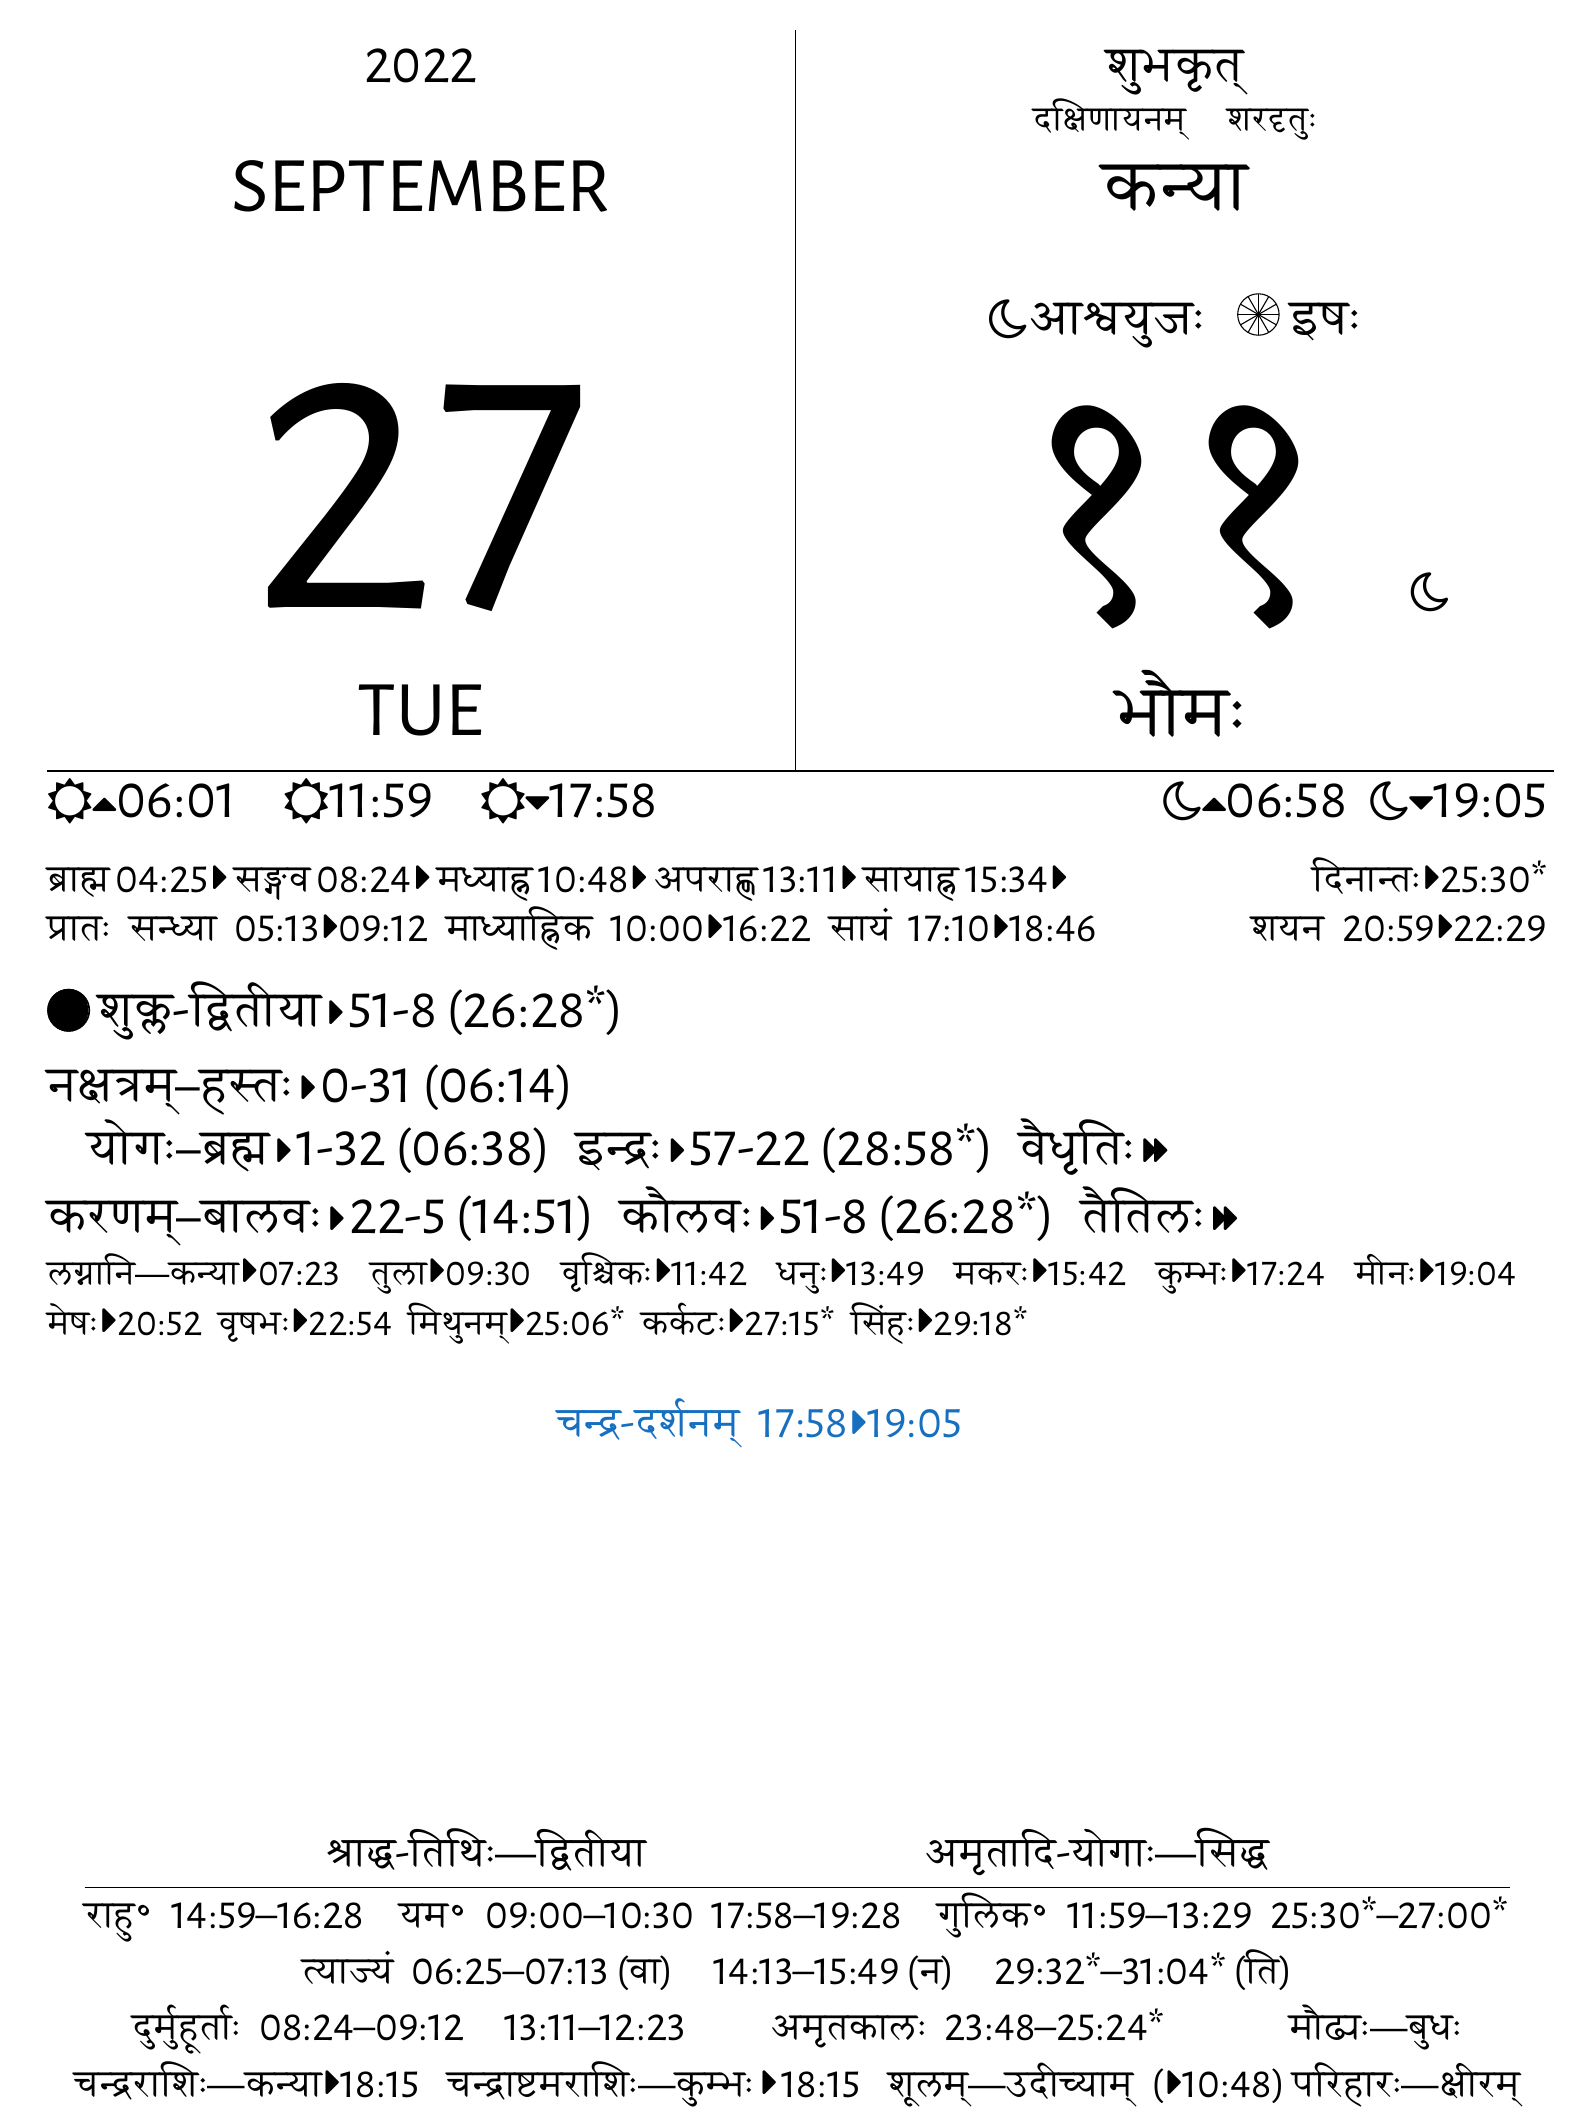 2022
SEPTEMBER
27
TUE
शुभकृत्
दक्षिणायनम् शरदृतुः
कन्या
आश्वयुजः इषः
११
भौमः
06:01 11:59 17:58 06:58 19:05
ब्राह्म 04:25 सङ्गव 08:24 मध्याह्न 10:48 अपराह्ण 13:11 सायाह्न 15:34 दिनान्तः 25:30*
प्रातः सन्ध्या 05:13 09:12 माध्याह्निक 10:00 16:22 सायं 17:10 18:46 शयन 20:59 22:29
शुक्ल-द्वितीया 51-8 (26:28*)
नक्षत्रम्–हस्तः 0-31 (06:14)
योगः–ब्रह्म 1-32 (06:38) इन्द्रः 57-22 (28:58*) वैधृतिः
करणम्–बालवः 22-5 (14:51) कौलवः 51-8 (26:28*) तैतिलः
लग्नानि—कन्या 07:23 तुला 09:30 वृश्चिकः 11:42 धनुः 13:49 मकरः 15:42 कुम्भः 17:24 मीनः 19:04
मेषः 20:52 वृषभः 22:54 मिथुनम् 25:06* कर्कटः 27:15* सिंहः 29:18*
चन्द्र-दर्शनम् 17:58 19:05
श्राद्ध-तिथिः—द्वितीया अमृतादि-योगाः—सिद्ध
राहु॰ 14:59–16:28 यम॰ 09:00–10:30 17:58–19:28 गुलिक॰ 11:59–13:29 25:30*–27:00*
त्याज्यं 06:25–07:13 (वा) 14:13–15:49 (न) 29:32*–31:04* (ति)
दुर्मुहूर्ताः 08:24–09:12 13:11–12:23 अमृतकालः 23:48–25:24* मौढ्यः—बुधः
चन्द्रराशिः—कन्या 18:15 चन्द्राष्टमराशिः—कुम्भः 18:15 शूलम्—उदीच्याम् ( 10:48) परिहारः—क्षीरम्